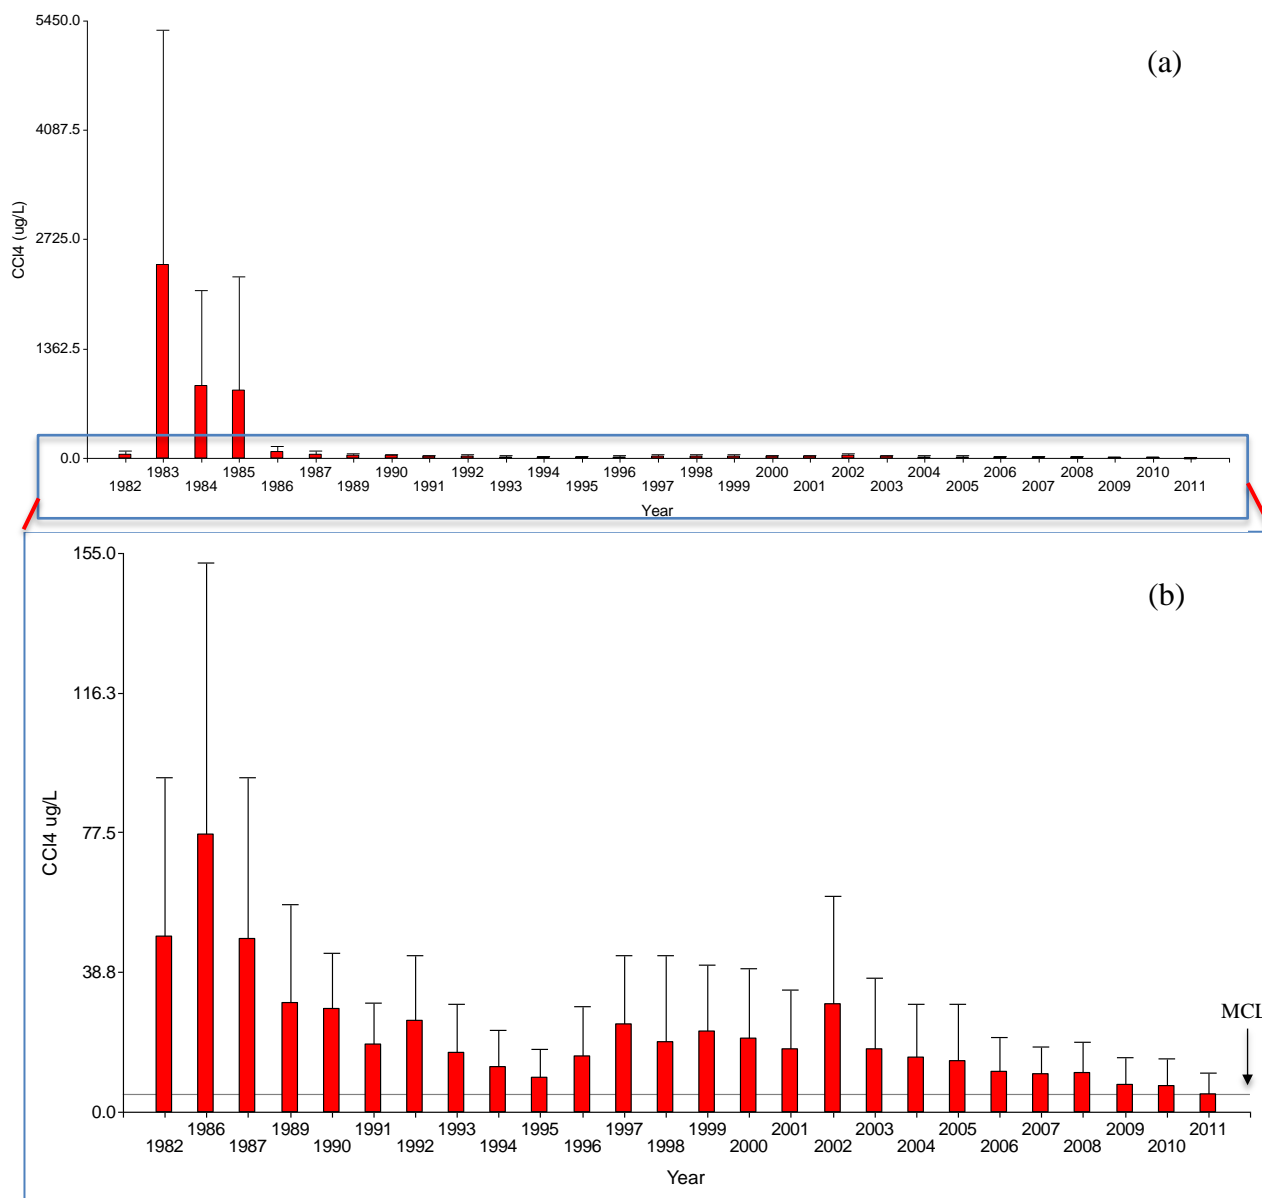 5450.0
(a)
4087.5
CCl4 (ug/L)
2725.0
1362.5
0.0
1983 1985 1987 1990 1992 1994 1996 1998 2000 2002 2004 2006 2008 2010
1982 1984 1986 1989 1991 1993 1995 1997 1999 2001 2003 2005 2007 2009 2011
Year
155.0
(b)
116.3
CCl4 ug/L
77.5
38.8
MCL
0.0
1986 1989 1991 1993 1995 1997 1999 2001 2003 2005 2007 2009 2011
1982 1987 1990 1992 1994 1996 1998 2000 2002 2004 2006 2008 2010
Year